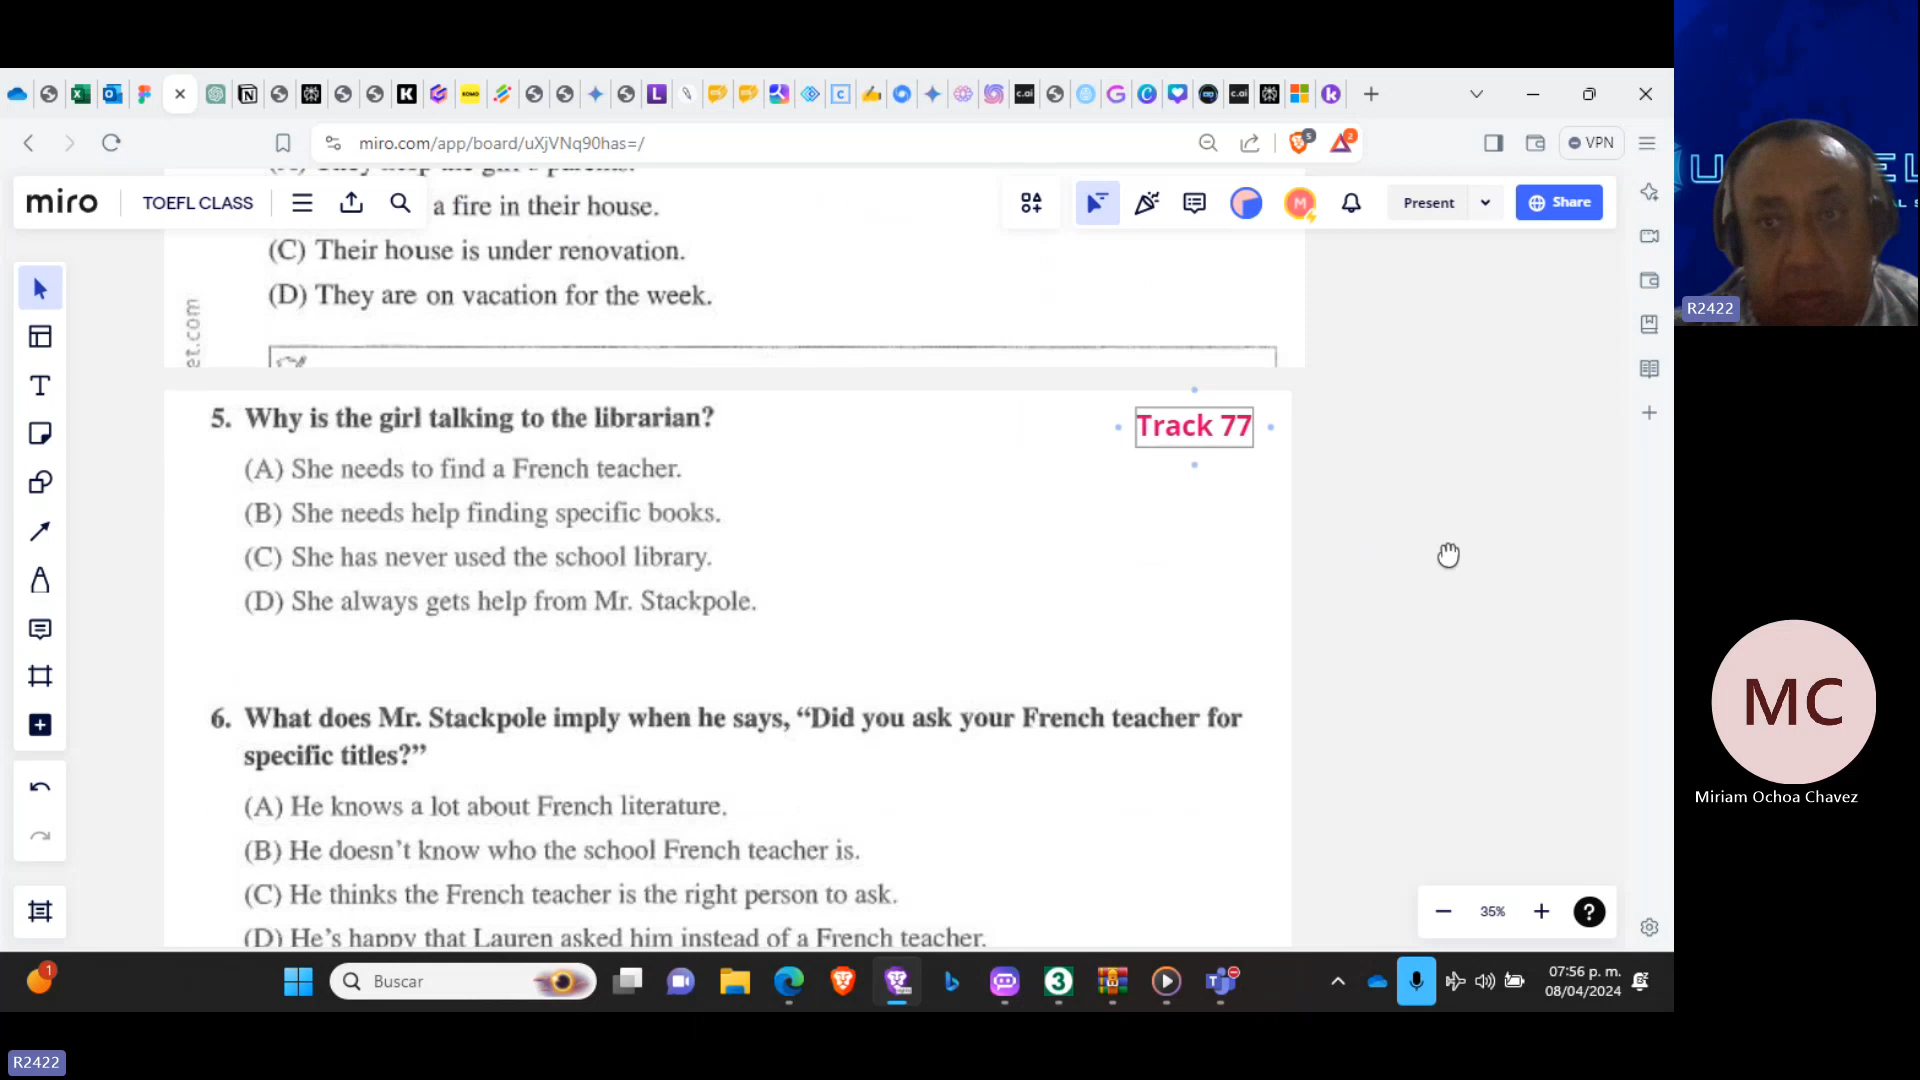 miro.com/app/board/uXjVNq90has=/
VPN
miro
TOEFL CLASS
Present
Share
a fire in their house.
(C) Their house is under renovation.
(D) They are on vacation for the week.
et.com
5. Why is the girl talking to the librarian?
Track 77
(A) She needs to find a French teacher.
(B) She needs help finding specific books.
(C) She has never used the school library.
(D) She always gets help from Mr. Stackpole.
6. What does Mr. Stackpole imply when he says, “Did you ask your French teacher for
specific titles?”
(A) He knows a lot about French literature.
(B) He doesn’t know who the school French teacher is.
(C) He thinks the French teacher is the right person to ask.
(D) He’s happy that Lauren asked him instead of a French teacher.
35%
Buscar
07:56 p. m.
08/04/2024
R2422
MC
Miriam Ochoa Chavez
R2422